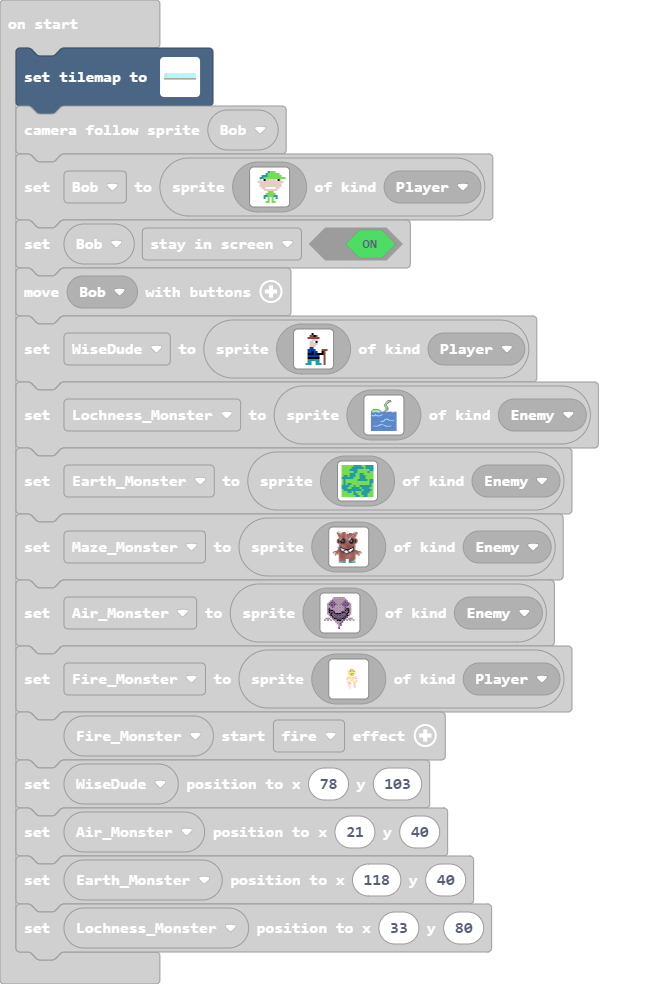 on start
set tilemap to
camera follow sprite Bob
set Bob to sprite of kind Player
set Bob stay in screen ON
move Bob with buttons
set WiseDude to sprite of kind Player
set Lochness_Monster to sprite of kind Enemy
set Earth_Monster to sprite of kind Enemy
set Maze_Monster to sprite of kind Enemy
set Air_Monster to sprite of kind Enemy
set Fire_Monster to sprite of kind Player
Fire_Monster start fire effect
set WiseDude position to x 78 y 103
set Air_Monster position to x 21 y 40
set Earth_Monster position to x 118 y 40
set Lochness_Monster position to x 33 y 80